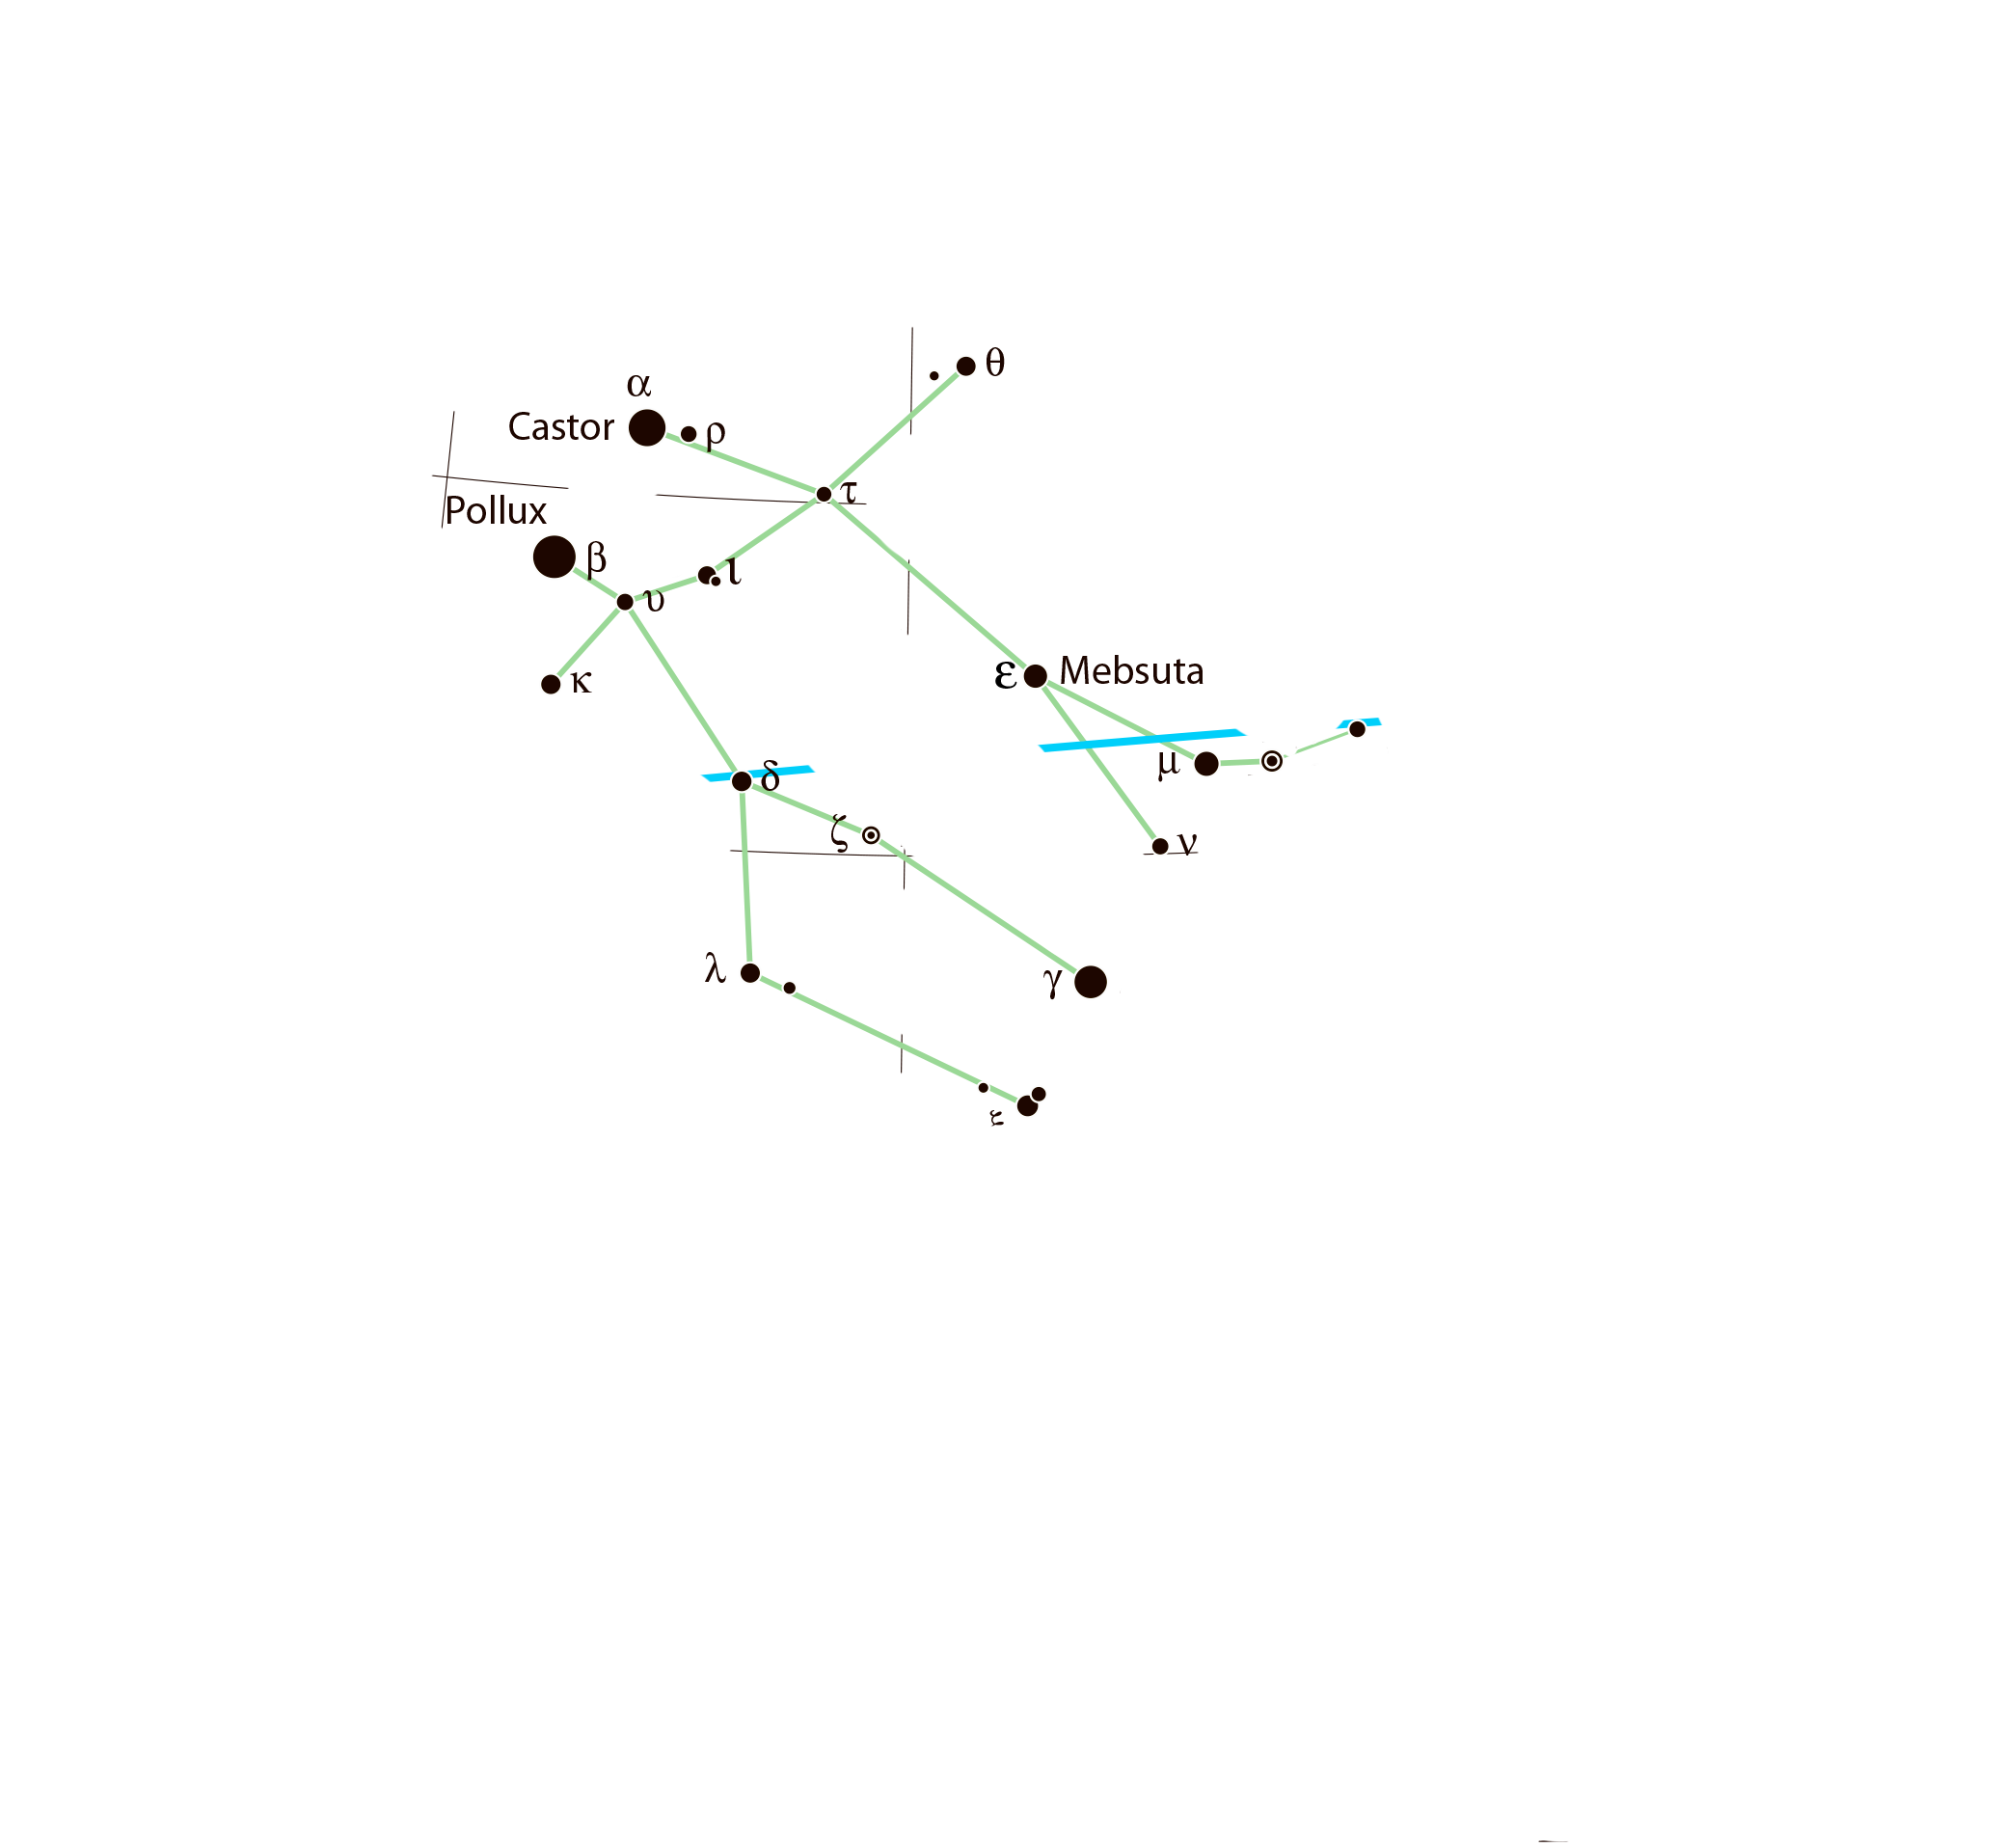 θ
α
Castor
ρ
τ
Pollux
β
ι
υ
κ
ε Mebsuta
μ
δ
ζ
ν
λ
γ
ξ